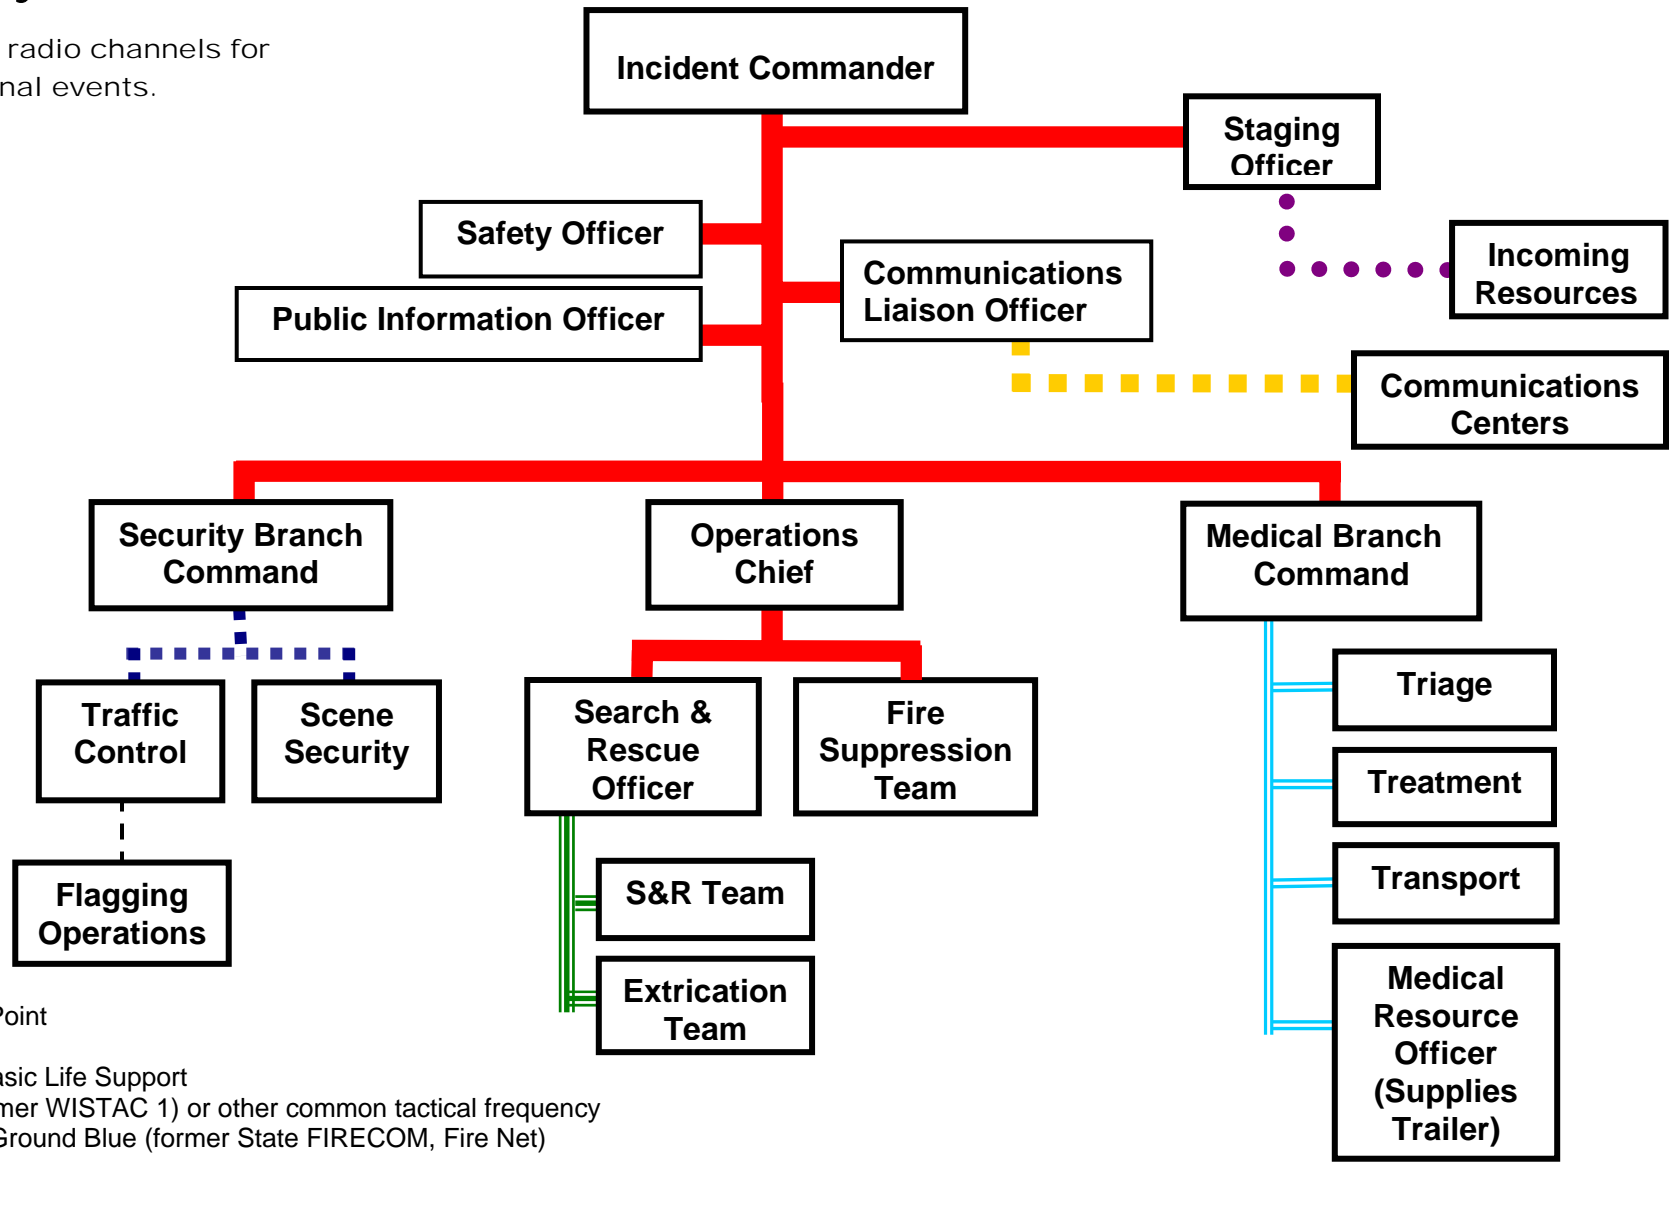 radio channels for
nal events.
Incident Commander
Staging
Officer
Safety Officer
Incoming
Resources
Communications
Liaison Officer
Public Information Officer
Communications
Centers
Security Branch
Command
Operations
Chief
Medical Branch
Command
Traffic
Control
Scene
Security
Search &
Rescue
Officer
Fire
Suppression
Team
Triage
Treatment
Transport
Flagging
Operations
S&R Team
Extrication
Team
Medical
Resource
Officer
(Supplies
Trailer)
Point
asic Life Support
mer WISTAC 1) or other common tactical frequency
Ground Blue (former State FIRECOM, Fire Net)